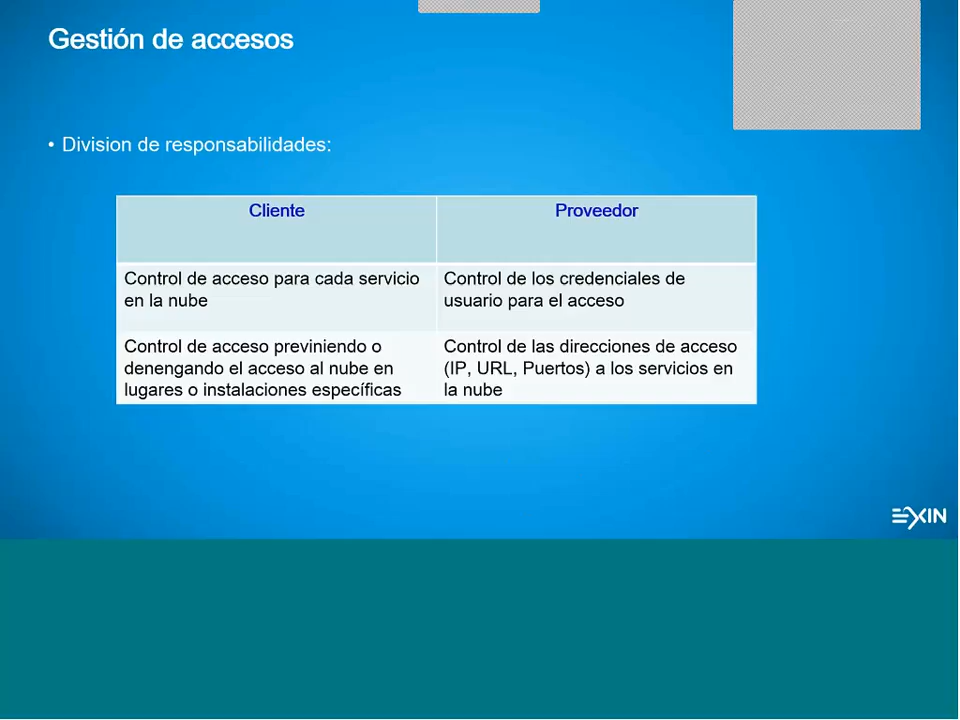 Gestión de accesos
• Division de responsabilidades:
Cliente
Proveedor
Control de acceso para cada servicio
en la nube
Control de los credenciales de
usuario para el acceso
Control de acceso previniendo o
denengando el acceso al nube en
lugares o instalaciones específicas
Control de las direcciones de acceso
(IP, URL, Puertos) a los servicios en
la nube
EXIN